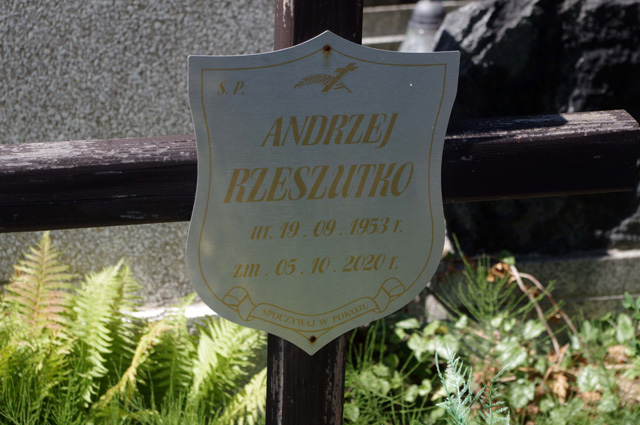 Ś. P.
ANDRZEJ
RZESZUTKO
ur. 19 . 09 . 1953 r.
zm . 05 . 10 . 2020 r.
SPOCZYWAJ W POKOJU